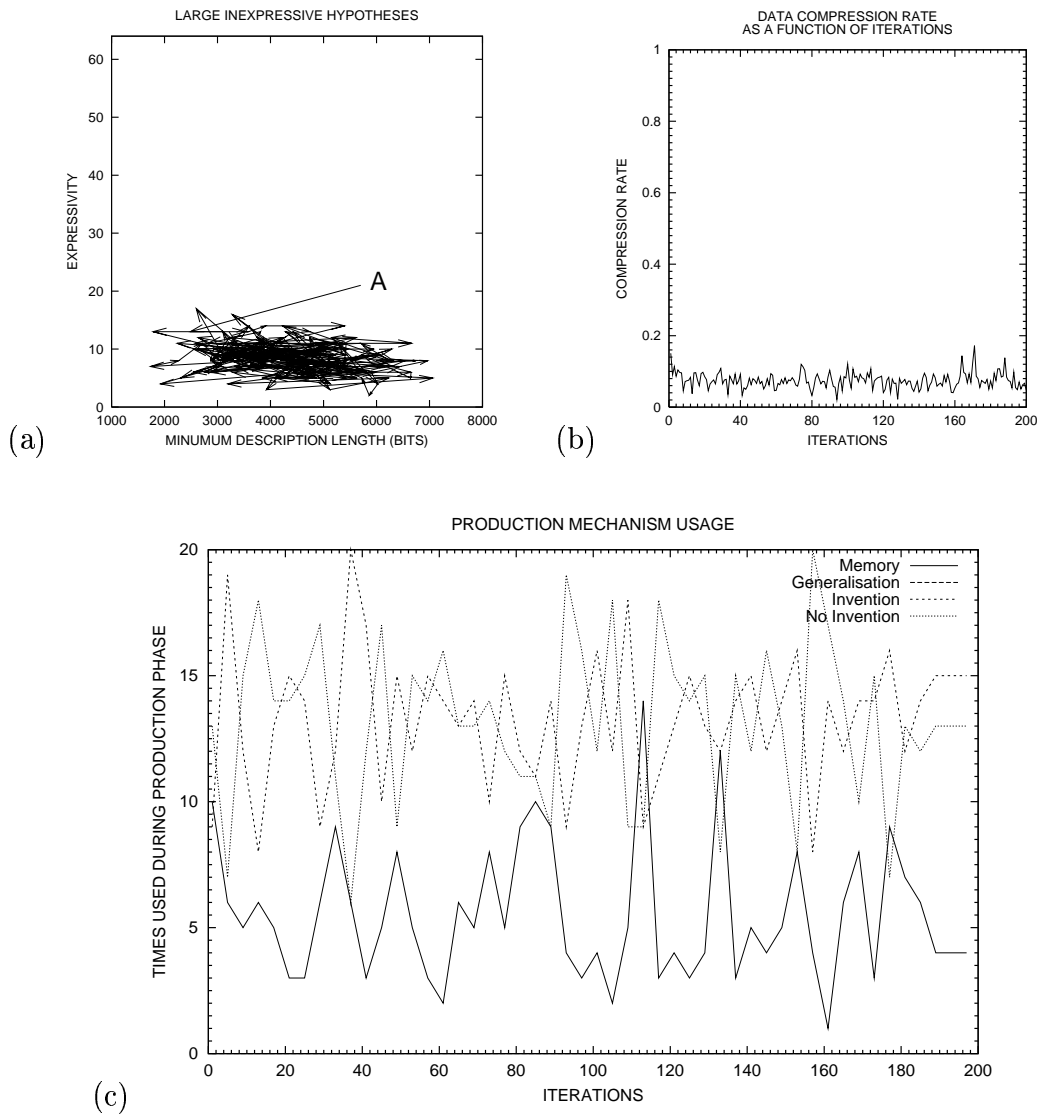 LARGE INEXPRESSIVE HYPOTHESES
60
50
40
30
20
10
0
EXPRESSIVITY
A
1000 2000 3000 4000 5000 6000 7000 8000
MINUMUM DESCRIPTION LENGTH (BITS)
(a)
DATA COMPRESSION RATE
AS A FUNCTION OF ITERATIONS
1
0.8
0.6
0.4
0.2
0
COMPRESSION RATE
0 40 80 120 160 200
ITERATIONS
(b)
PRODUCTION MECHANISM USAGE
20
15
10
5
0
TIMES USED DURING PRODUCTION PHASE
Memory
Generalisation
Invention
No Invention
0 20 40 60 80 100 120 140 160 180 200
ITERATIONS
(c)